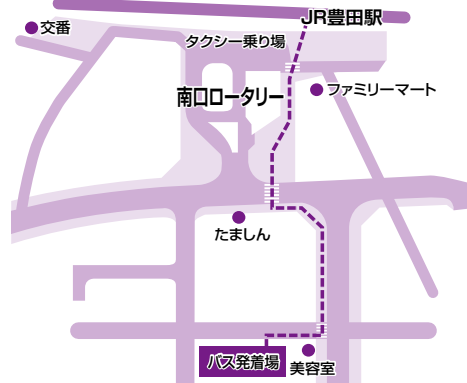 JR豊田駅
交番
タクシー乗り場
南口ロータリー
ファミリーマート
たましん
バス発着場
美容室